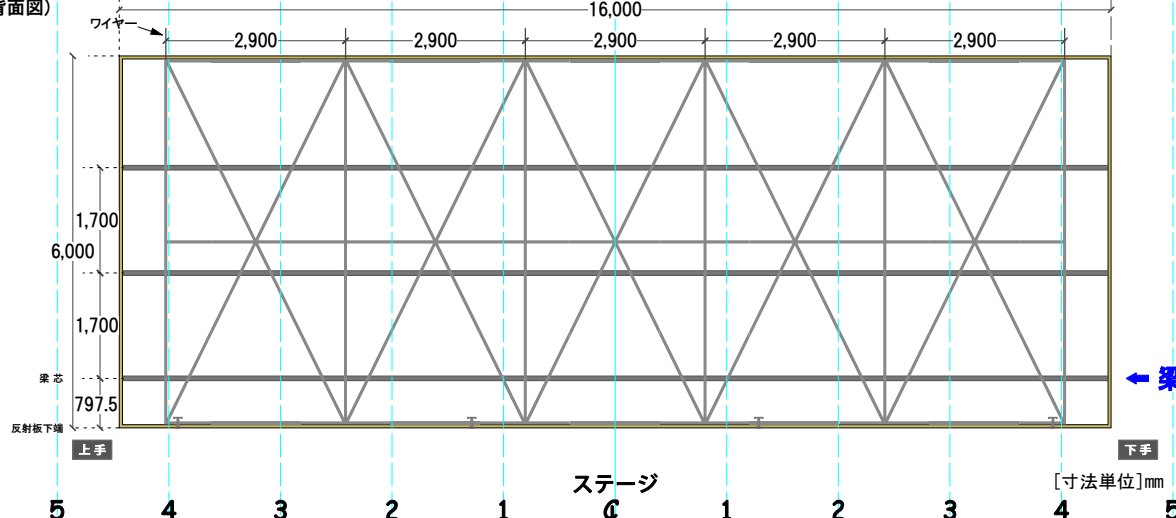 背面図)
16,000
ワイヤー
2,900 2,900 2,900 2,900 2,900
1,700
6,000
1,700
梁芯
797.5
反射板下端
上手 下手
ステージ
[寸法単位]mm
5 4 3 2 1 ℄ 1 2 3 4 5